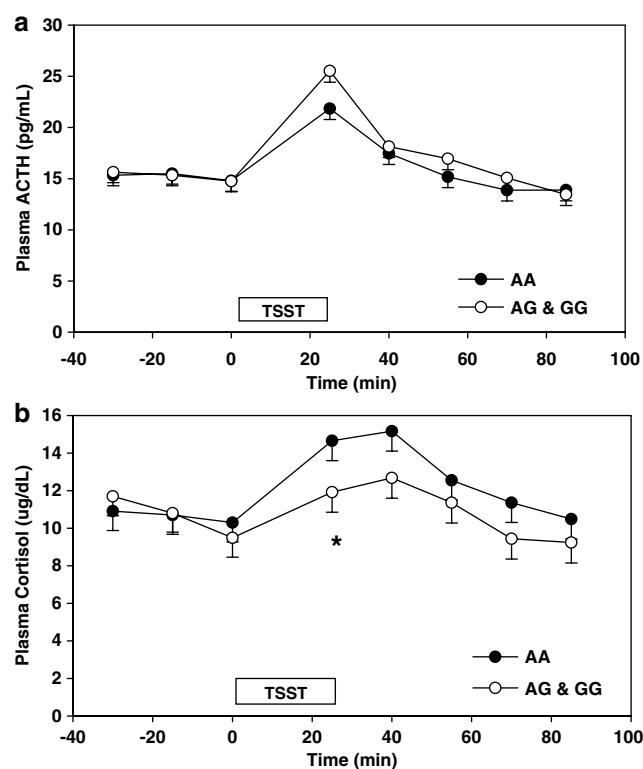 a
30
25
20
15
10
5
0
Plasma ACTH (pg/mL)
TSST
AA
AG & GG
-40 -20 0 20 40 60 80 100
Time (min)
b
16
14
12
10
8
6
4
2
0
Plasma Cortisol (ug/dL)
*
TSST
AA
AG & GG
-40 -20 0 20 40 60 80 100
Time (min)